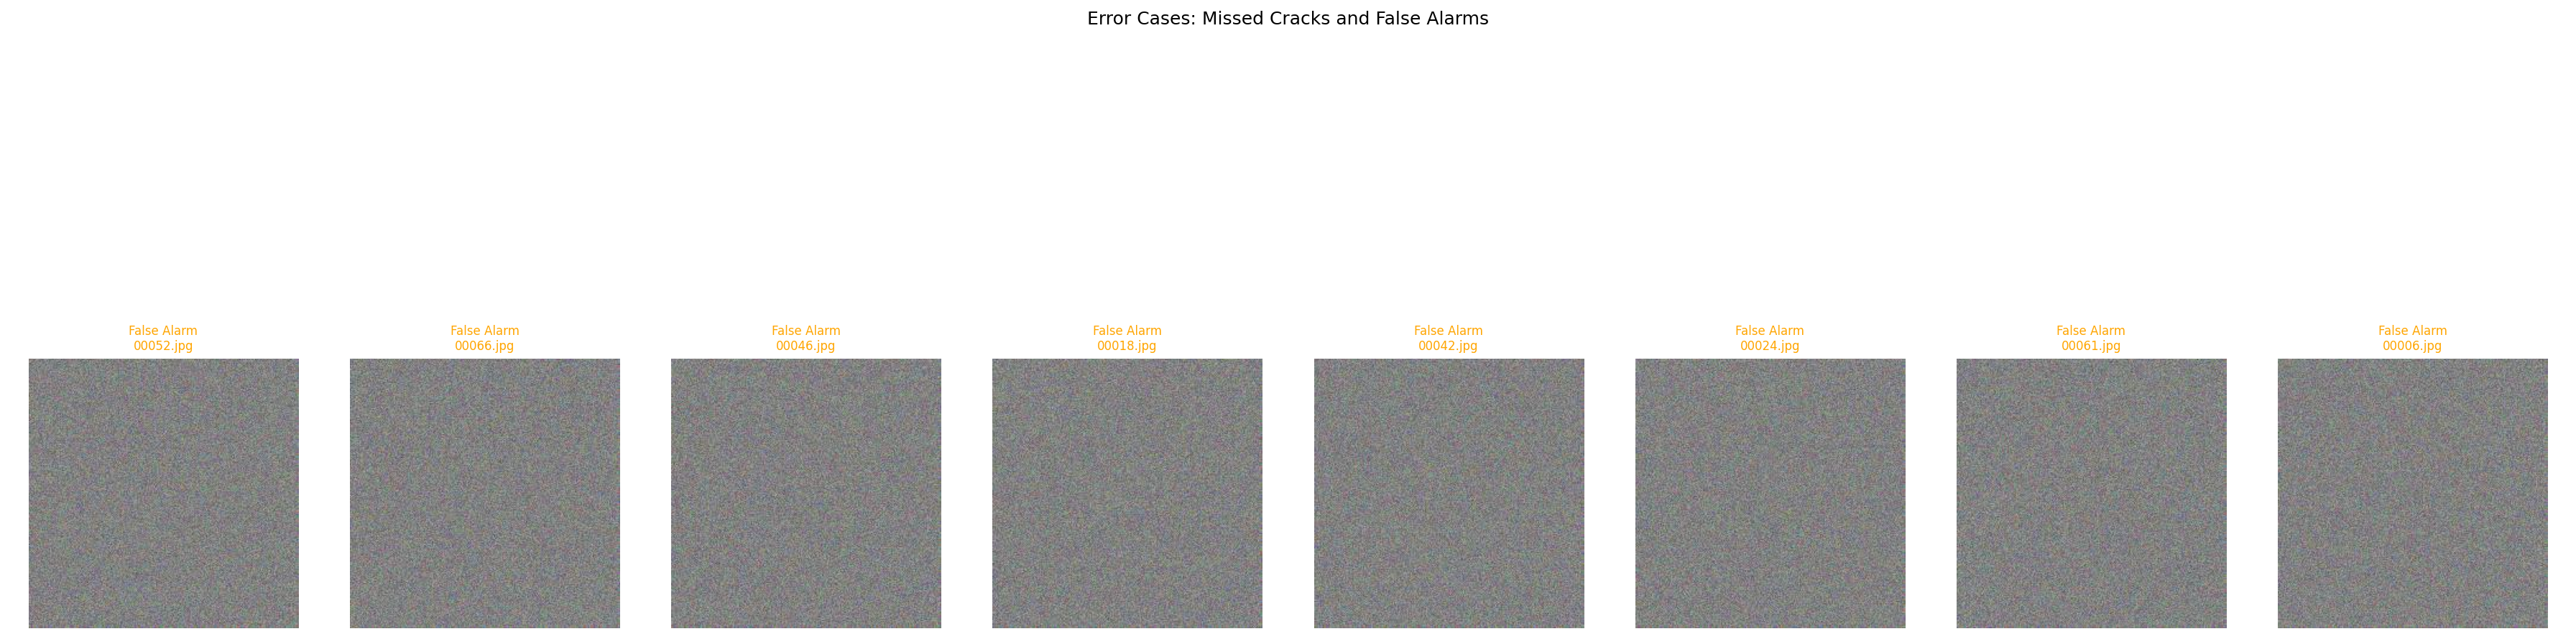 Error Cases: Missed Cracks and False Alarms
False Alarm
00052.jpg
False Alarm
00066.jpg
False Alarm
00046.jpg
False Alarm
00018.jpg
False Alarm
00042.jpg
False Alarm
00024.jpg
False Alarm
00061.jpg
False Alarm
00006.jpg